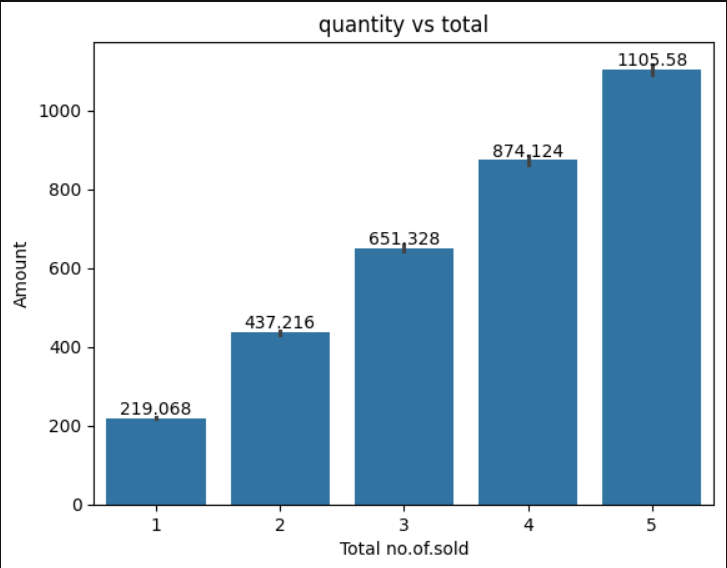 quantity vs total
1105.58
1000
874.124
800
651.328
600
437.216
400
219.068
200
0
Amount
1 2 3 4 5
Total no.of.sold